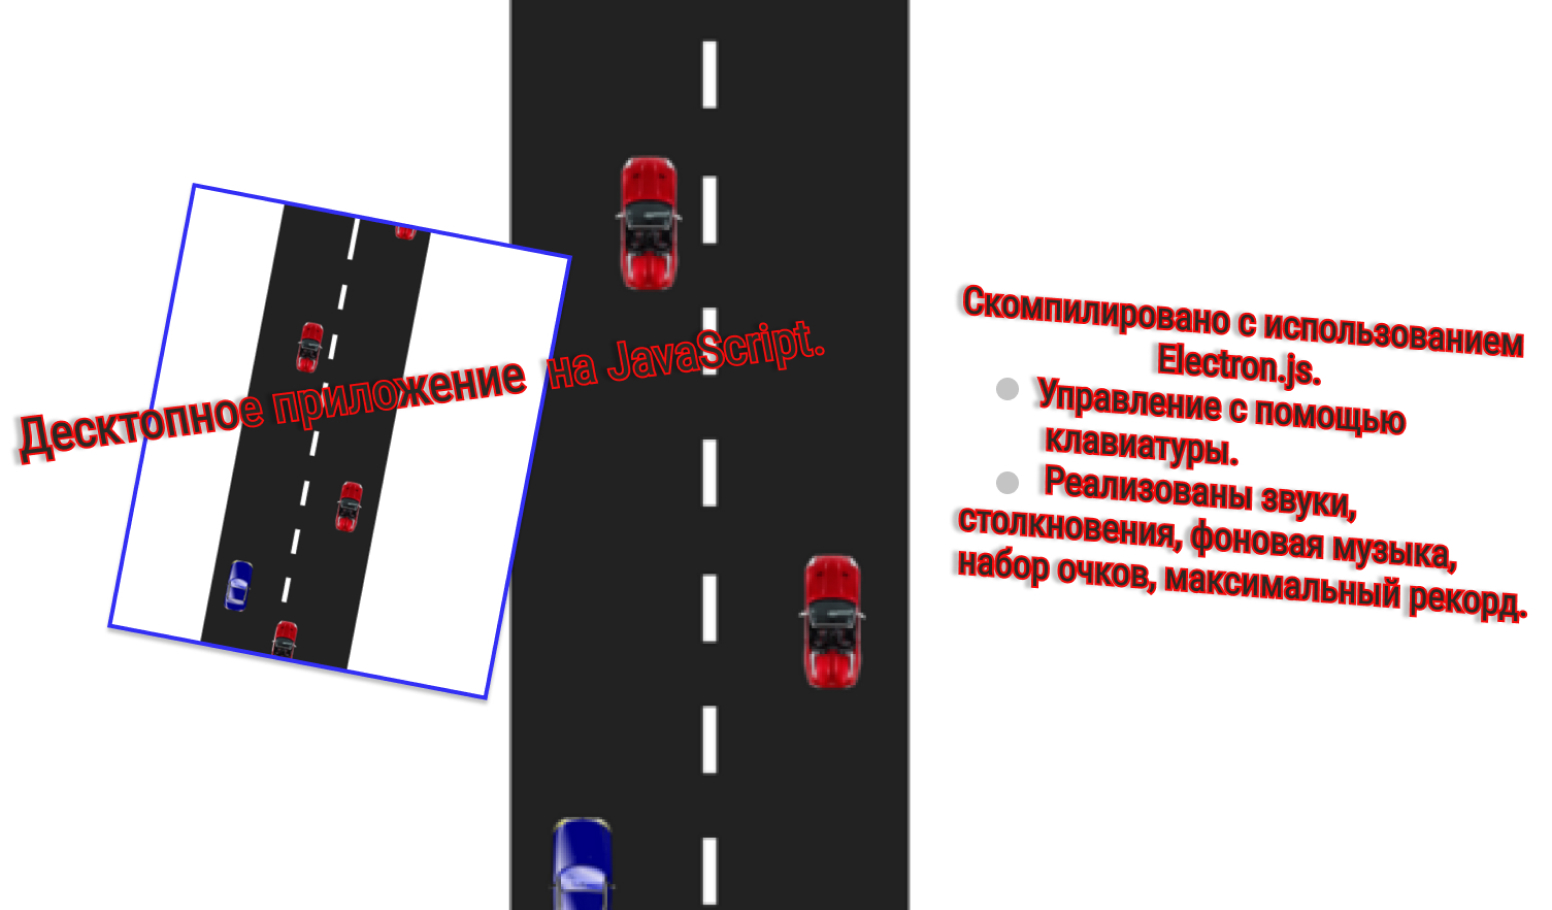 Десктопное приложение на JavaScript.
Скомпилировано с использованием
Electron.js.
Управление с помощью
клавиатуры.
Реализованы звуки,
столкновения, фоновая музыка,
набор очков, максимальный рекорд.